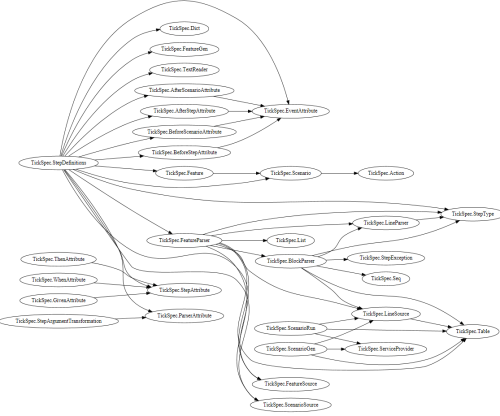 TickSpec.Dict
TickSpec.FeatureGen
TickSpec.TextReader
TickSpec.AfterScenarioAttribute
TickSpec.AfterStepAttribute
TickSpec.EventAttribute
TickSpec.BeforeScenarioAttribute
TickSpec.BeforeStepAttribute
TickSpec.StepDefinitions
TickSpec.Feature
TickSpec.Scenario
TickSpec.Action
TickSpec.StepType
TickSpec.LineParser
TickSpec.FeatureParser
TickSpec.List
TickSpec.ThenAttribute
TickSpec.BlockParser
TickSpec.StepException
TickSpec.WhenAttribute
TickSpec.Seq
TickSpec.StepAttribute
TickSpec.GivenAttribute
TickSpec.ParserAttribute
TickSpec.LineSource
TickSpec.StepArgumentTransformation
TickSpec.ScenarioRun
TickSpec.Table
TickSpec.ScenarioGen
TickSpec.ServiceProvider
TickSpec.FeatureSource
TickSpec.ScenarioSource